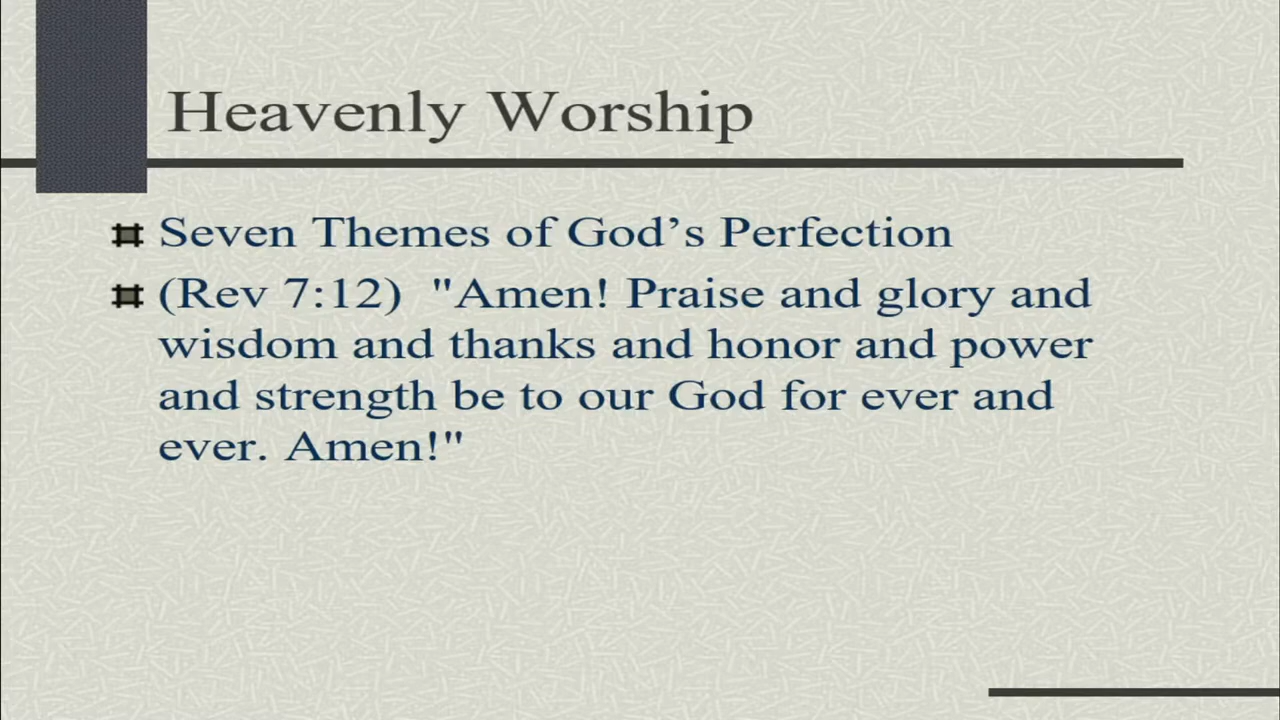 Heavenly Worship
Seven Themes of God’s Perfection
(Rev 7:12)  "Amen! Praise and glory and
wisdom and thanks and honor and power
and strength be to our God for ever and
ever. Amen!"